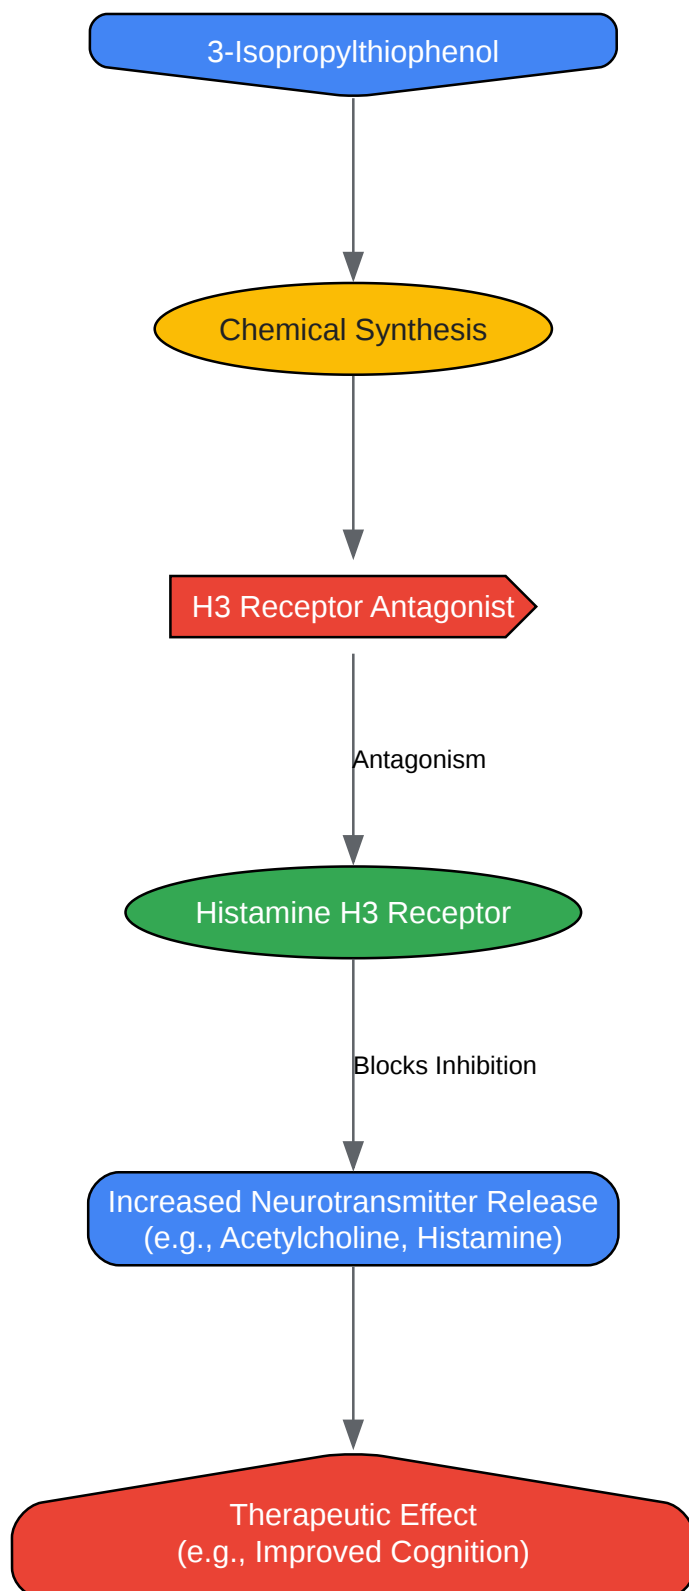 3-Isopropylthiophenol
Chemical Synthesis
H3 Receptor Antagonist
Antagonism
Histamine H3 Receptor
Blocks Inhibition
Increased Neurotransmitter Release
(e.g., Acetylcholine, Histamine)
Therapeutic Effect
(e.g., Improved Cognition)